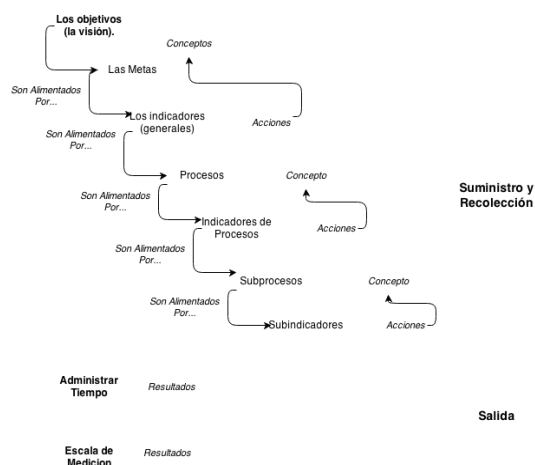 Los objetivos
(la visión).
Conceptos
Las Metas
Son Alimentados
Por...
Los indicadores
(generales)
Acciones
Son Alimentados
Por...
Procesos
Concepto
Son Alimentados
Por...
Suministro y
Recolección
Indicadores de
Procesos
Acciones
Son Alimentados
Por...
Subprocesos
Concepto
Son Alimentados
Por...
Subindicadores
Acciones
Administrar
Tiempo
Resultados
Salida
Escala de
Medicion
Resultados